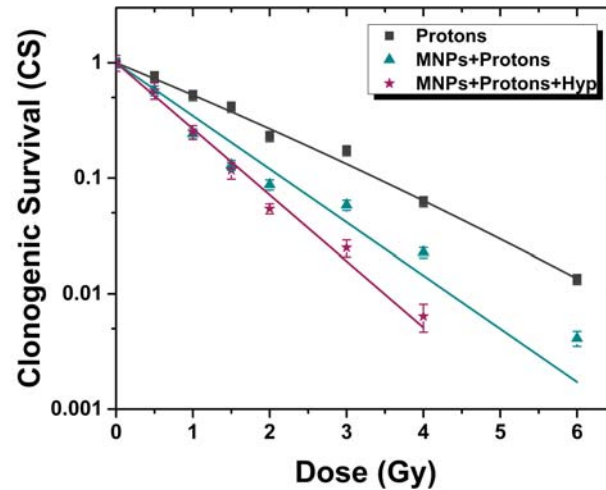 Protons
MNPs+Protons
MNPs+Protons+Hyp
Clonogenic Survival (CS)
1
0.1
0.01
0.001
0 1 2 3 4 5 6
Dose (Gy)